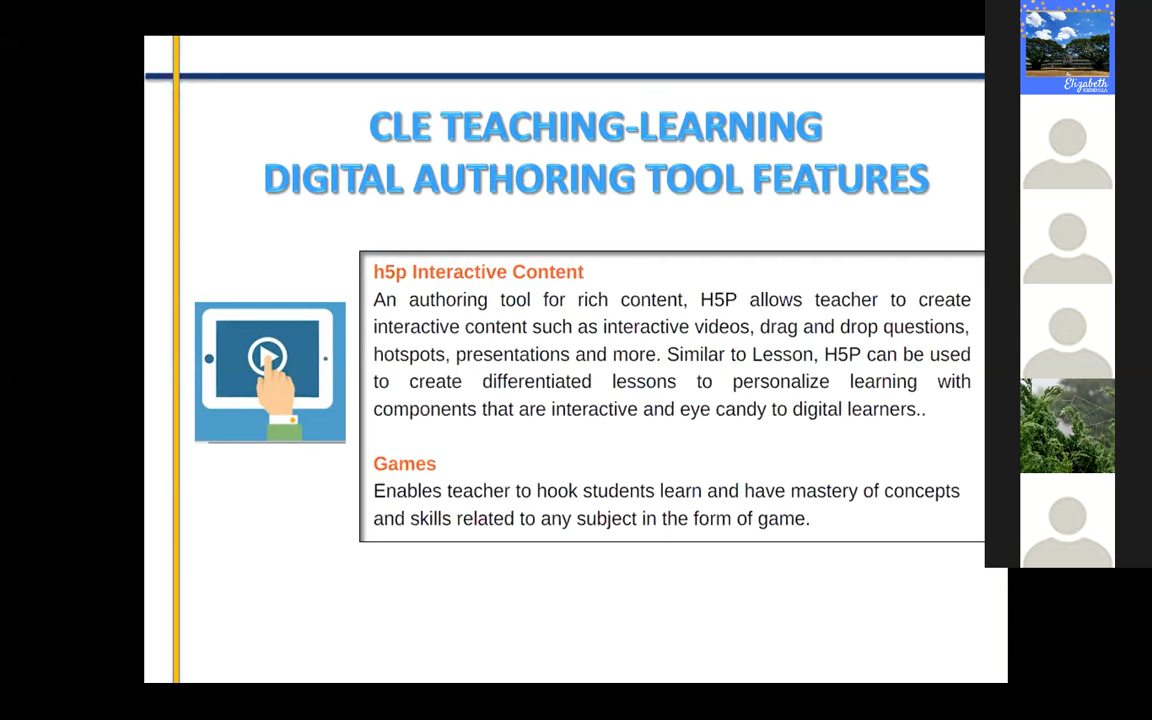 CLE TEACHING-LEARNING
DIGITAL AUTHORING TOOL FEATURES
h5p Interactive Content
An authoring tool for rich content, H5P allows teacher to create
interactive content such as interactive videos, drag and drop questions,
hotspots, presentations and more. Similar to Lesson, H5P can be used
to create differentiated lessons to personalize learning with
components that are interactive and eye candy to digital learners..
Games
Enables teacher to hook students learn and have mastery of concepts
and skills related to any subject in the form of game.
Elizabeth